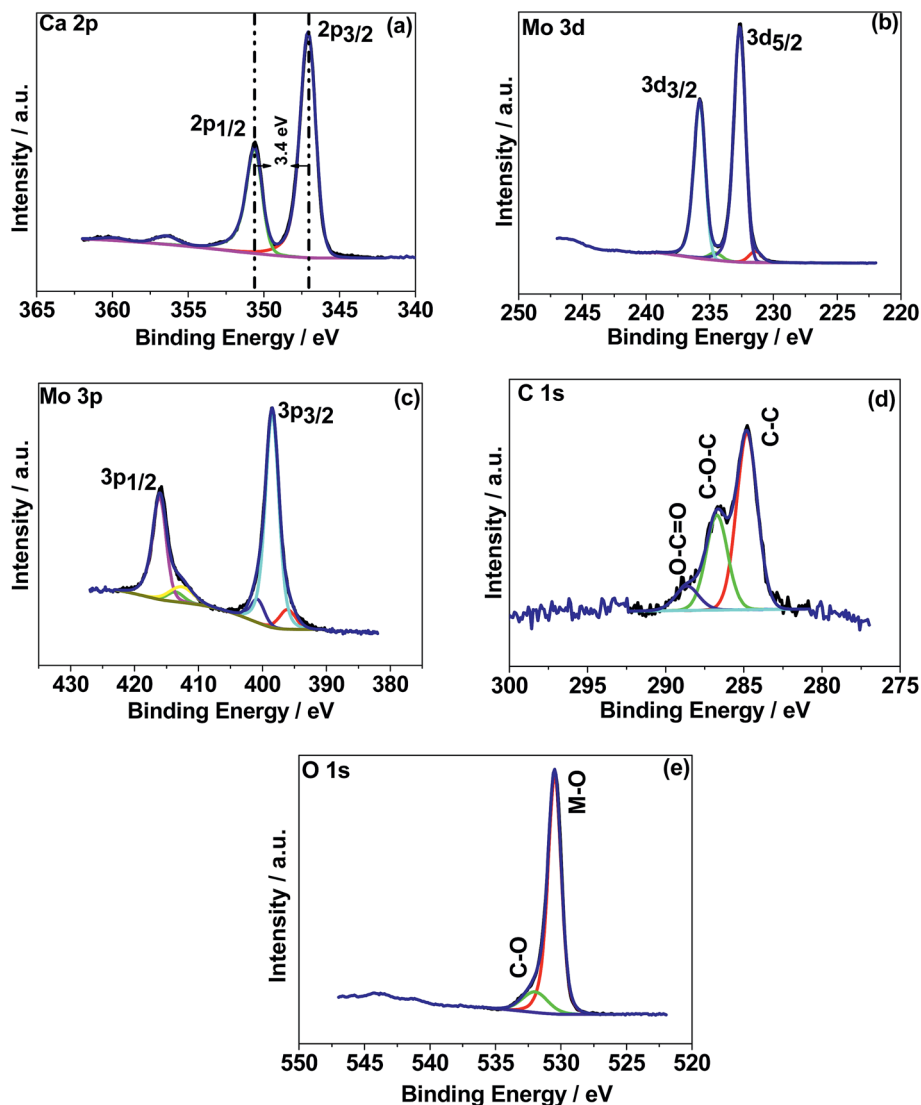 Ca 2p
2p3/2
(a)
2p1/2
3.4 eV
Intensity / a.u.
365 360 355 350 345 340
Binding Energy / eV
Mo 3d
(b)
3d5/2
3d3/2
Intensity / a.u.
250 245 240 235 230 225 220
Binding Energy / eV
Mo 3p
(c)
3p3/2
3p1/2
Intensity / a.u.
430 420 410 400 390 380
Binding Energy / eV
C 1s
(d)
C-C
C-O-C
O-C=O
Intensity / a.u.
300 295 290 285 280 275
Binding Energy / eV
O 1s
(e)
M-O
C-O
Intensity / a.u.
550 545 540 535 530 525 520
Binding Energy / eV